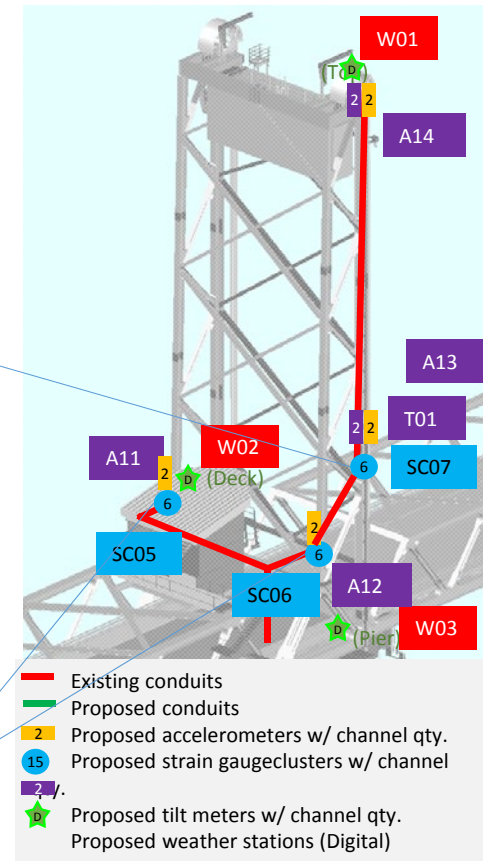 W01
D
(Top)
2 2
A14
A13
2 2
T01
A11
W02
2
D
(Deck)
6
SC07
6
2
SC05
6
SC06
A12
D
(Pier)
W03
Existing conduits
Proposed conduits
2 Proposed accelerometers w/ channel qty.
15 Proposed strain gaugeclusters w/ channel
2 qty.
D Proposed tilt meters w/ channel qty.
Proposed weather stations (Digital)